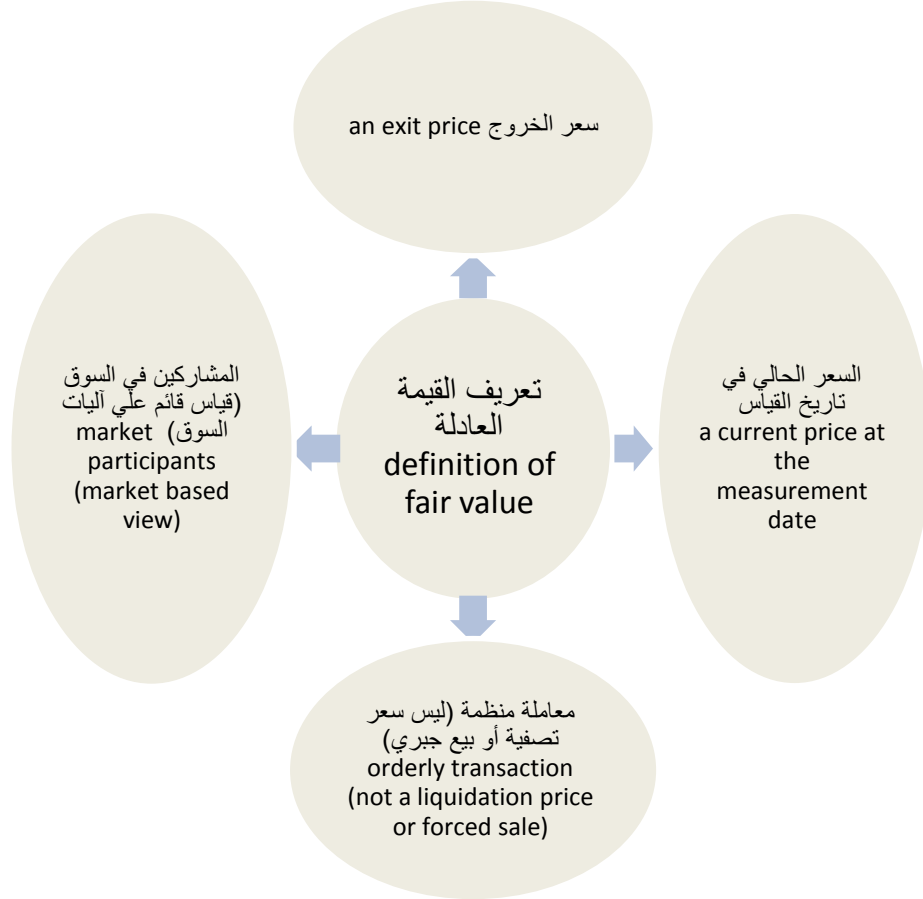 سعر الخروج an exit price
المشاركين في السوق
(قياس قائم علي آليات
السوق) market
participants
(market based
view)
تعريف القيمة
العادلة
definition of
fair value
السعر الحالي في
تاريخ القياس
a current price at
the
measurement
date
معاملة منظمة (ليس سعر
تصفية أو بيع جبري)
orderly transaction
(not a liquidation price
or forced sale)